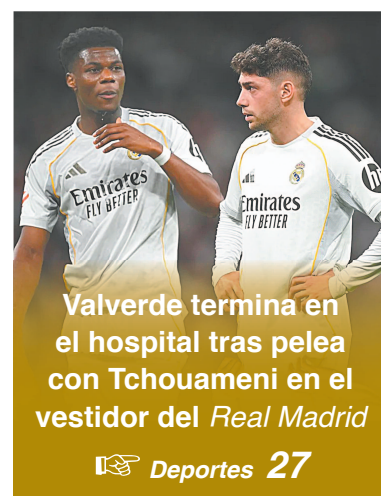 Emirates
FLY BETTER
Emirates
FLY BETTER
hp
Valverde termina en
el hospital tras pelea
con Tchouameni en el
vestidor del Real Madrid
☞ Deportes 27